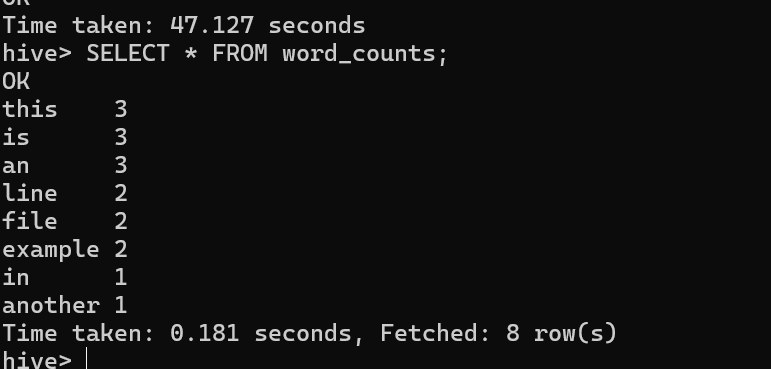 OK
Time taken: 47.127 seconds
hive> SELECT * FROM word_counts;
OK
this    3
is      3
an      3
line    2
file    2
example 2
in      1
another 1
Time taken: 0.181 seconds, Fetched: 8 row(s)
hive>